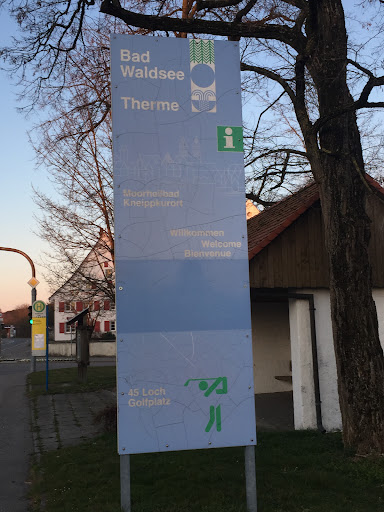 Bad
Waldsee
Therme
i
Moorheilbad
Kneippkurort
Willkommen
Welcome
Bienvenue
45 Loch
Golfplatz
H